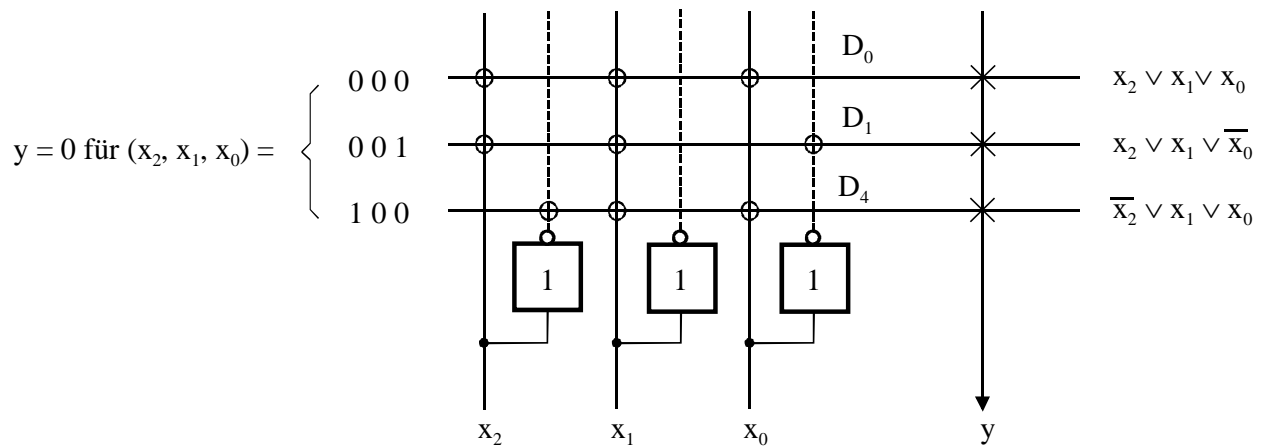 D₀
0 0 0 x₂ ∨ x₁ ∨ x₀
D₁
y = 0 für (x₂, x₁, x₀) = 0 0 1 x₂ ∨ x₁ ∨ x̅₀
D₄
1 0 0 x̅₂ ∨ x₁ ∨ x₀
1 1 1
x₂ x₁ x₀ y